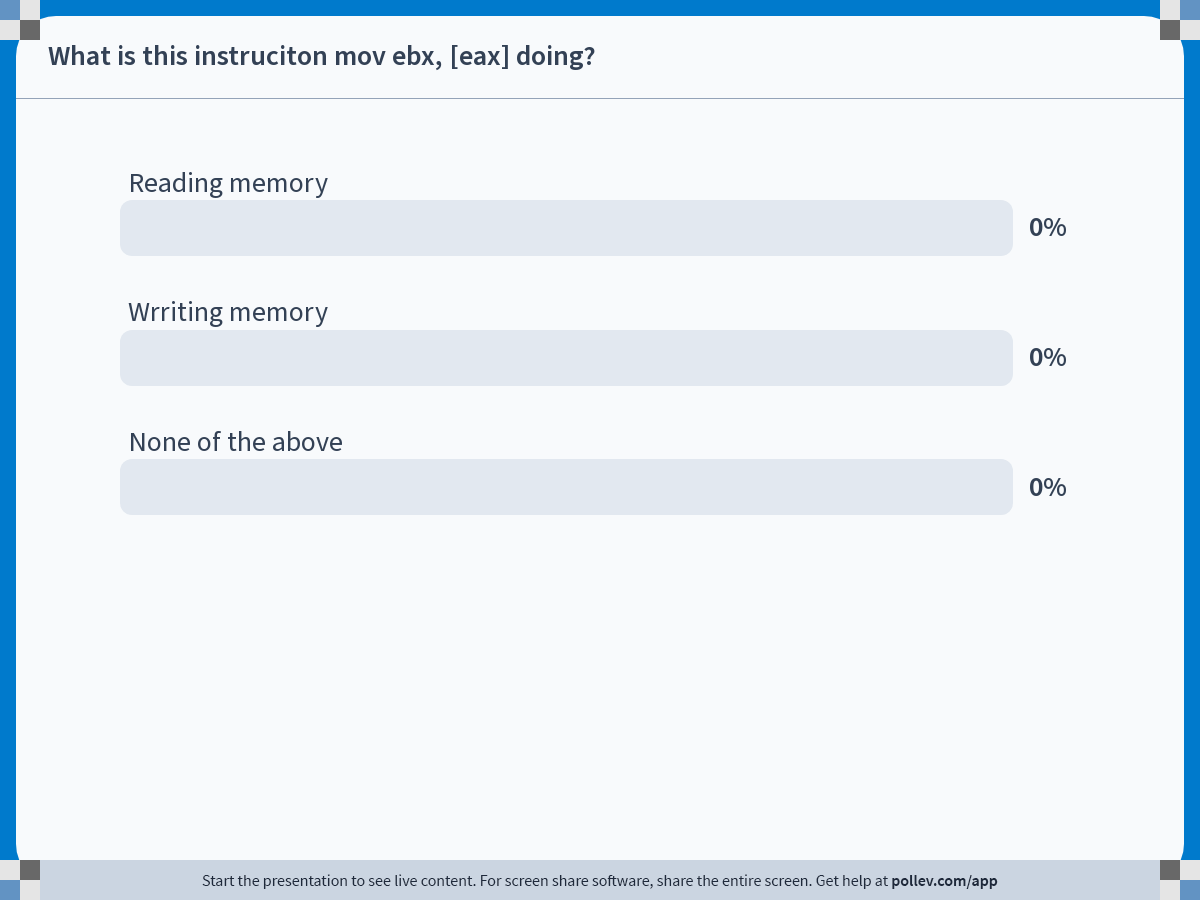 What is this instruciton mov ebx, [eax] doing?
Reading memory
0%
Wrriting memory
0%
None of the above
0%
Start the presentation to see live content. For screen share software, share the entire screen. Get help at pollev.com/app